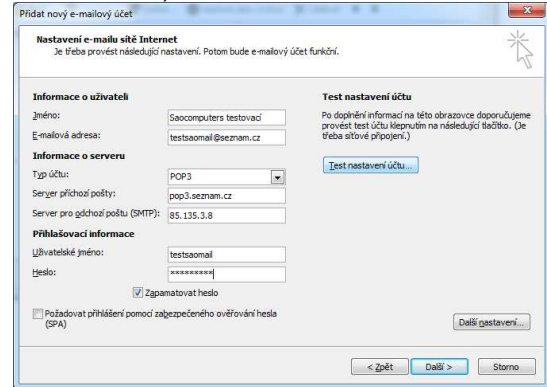 Přidat nový e-mailový účet
Nastavení e-mailu sítě Internet
Je třeba provést následující nastavení. Potom bude e-mailový účet funkční.
Informace o uživateli
Jméno: Saocomputers testovací
E-mailová adresa: testsaomail@seznam.cz
Informace o serveru
Typ účtu: POP3
Server příchozí pošty: pop3.seznam.cz
Server pro odchozí poštu (SMTP): 85.135.3.8
Přihlašovací informace
Uživatelské jméno: testsaomail
Heslo: *********
Zapamatovat heslo
Požadovat přihlášení pomocí zabezpečeného ověřování hesla
(SPA)
Test nastavení účtu
Po doplnění informací na této obrazovce doporučujeme
provést test účtu klepnutím na následující tlačítko. (Je
třeba síťové připojení.)
Test nastavení účtu...
Další nastavení...
< Zpět
Další >
Storno